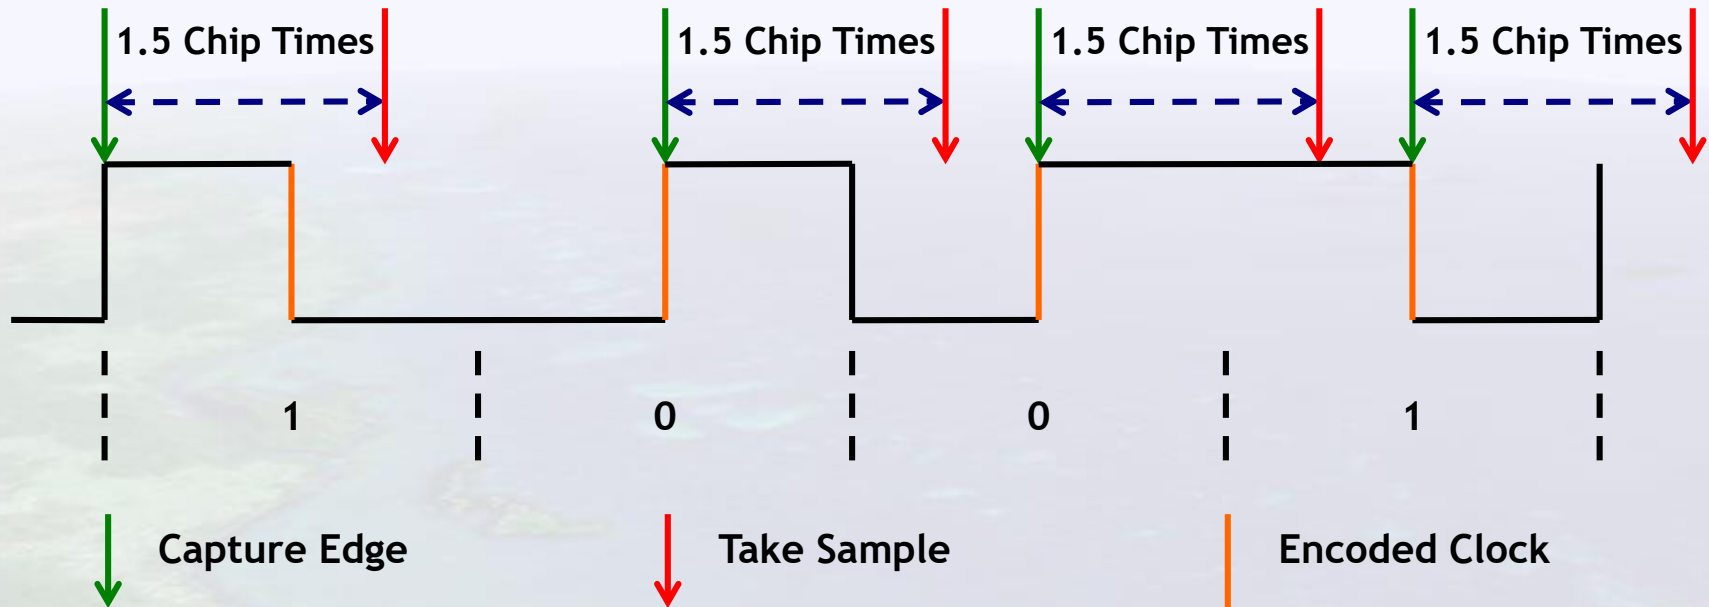 1.5 Chip Times 1.5 Chip Times 1.5 Chip Times 1.5 Chip Times
1 0 0 1
Capture Edge Take Sample Encoded Clock